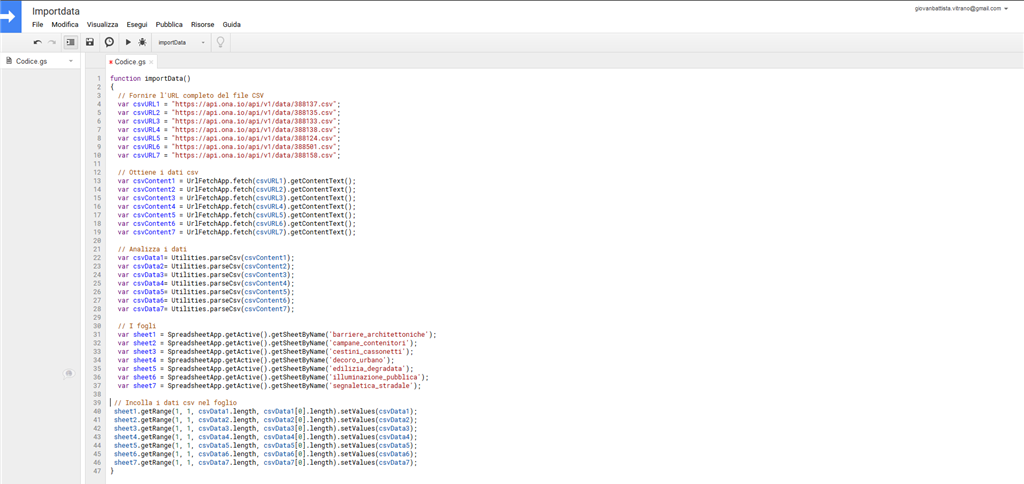 Importdata
giovanbattista.vitrano@gmail.com
File Modifica Visualizza Esegui Pubblica Risorse Guida
importData
Codice.gs
Codice.gs
1 function importData()
2 {
3 // Fornire l'URL completo del file CSV
4 var csvURL1 = "https://api.ona.io/api/v1/data/388137.csv";
5 var csvURL2 = "https://api.ona.io/api/v1/data/388135.csv";
6 var csvURL3 = "https://api.ona.io/api/v1/data/388133.csv";
7 var csvURL4 = "https://api.ona.io/api/v1/data/388138.csv";
8 var csvURL5 = "https://api.ona.io/api/v1/data/388124.csv";
9 var csvURL6 = "https://api.ona.io/api/v1/data/388501.csv";
10 var csvURL7 = "https://api.ona.io/api/v1/data/388158.csv";
11
12 // Ottiene i dati csv
13 var csvContent1 = UrlFetchApp.fetch(csvURL1).getContentText();
14 var csvContent2 = UrlFetchApp.fetch(csvURL2).getContentText();
15 var csvContent3 = UrlFetchApp.fetch(csvURL3).getContentText();
16 var csvContent4 = UrlFetchApp.fetch(csvURL4).getContentText();
17 var csvContent5 = UrlFetchApp.fetch(csvURL5).getContentText();
18 var csvContent6 = UrlFetchApp.fetch(csvURL6).getContentText();
19 var csvContent7 = UrlFetchApp.fetch(csvURL7).getContentText();
20
21 // Analizza i dati
22 var csvData1= Utilities.parseCsv(csvContent1);
23 var csvData2= Utilities.parseCsv(csvContent2);
24 var csvData3= Utilities.parseCsv(csvContent3);
25 var csvData4= Utilities.parseCsv(csvContent4);
26 var csvData5= Utilities.parseCsv(csvContent5);
27 var csvData6= Utilities.parseCsv(csvContent6);
28 var csvData7= Utilities.parseCsv(csvContent7);
29
30 // I fogli
31 var sheet1 = SpreadsheetApp.getActive().getSheetByName('barriere_architettoniche');
32 var sheet2 = SpreadsheetApp.getActive().getSheetByName('campane_contenitori');
33 var sheet3 = SpreadsheetApp.getActive().getSheetByName('cestini_cassonetti');
34 var sheet4 = SpreadsheetApp.getActive().getSheetByName('decoro_urbano');
35 var sheet5 = SpreadsheetApp.getActive().getSheetByName('edilizia_degradata');
36 var sheet6 = SpreadsheetApp.getActive().getSheetByName('illuminazione_pubblica');
37 var sheet7 = SpreadsheetApp.getActive().getSheetByName('segnaletica_stradale');
38
39 // Incolla i dati csv nel foglio
40 sheet1.getRange(1, 1, csvData1.length, csvData1[0].length).setValues(csvData1);
41 sheet2.getRange(1, 1, csvData2.length, csvData2[0].length).setValues(csvData2);
42 sheet3.getRange(1, 1, csvData3.length, csvData3[0].length).setValues(csvData3);
43 sheet4.getRange(1, 1, csvData4.length, csvData4[0].length).setValues(csvData4);
44 sheet5.getRange(1, 1, csvData5.length, csvData5[0].length).setValues(csvData5);
45 sheet6.getRange(1, 1, csvData6.length, csvData6[0].length).setValues(csvData6);
46 sheet7.getRange(1, 1, csvData7.length, csvData7[0].length).setValues(csvData7);
47 }